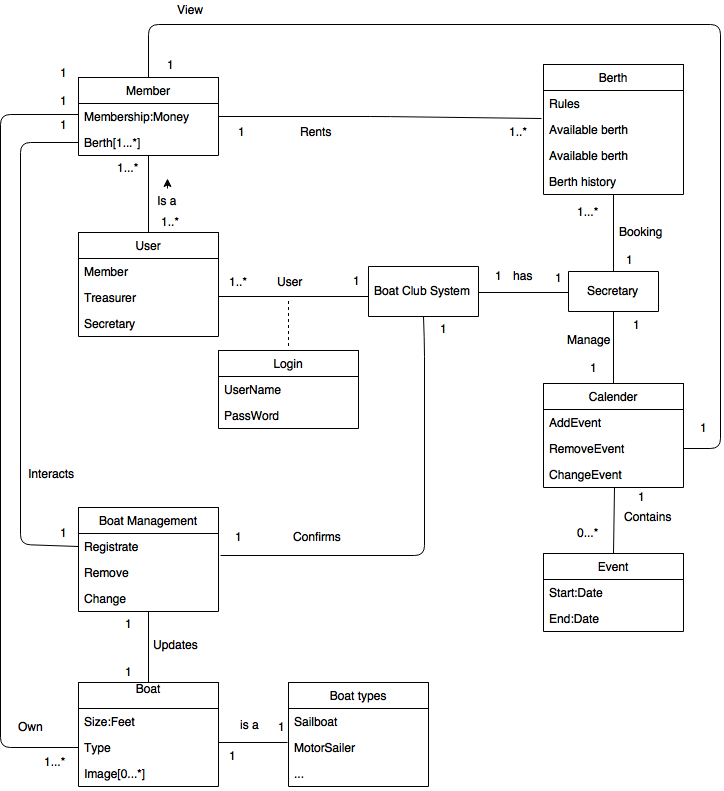 View
1
1
Member
Membership:Money
Berth[1...*]
1
1
1
Rents
1..*
Berth
Rules
Available berth
Available berth
Berth history
1...*
Is a
1..*
1...*
Booking
1
User
Member
Treasurer
Secretary
1..*
User
1
Boat Club System
1
has
1
Secretary
1
1
Manage
1
Login
UserName
PassWord
Calender
AddEvent
RemoveEvent
ChangeEvent
1
Interacts
1
Contains
0...*
Boat Management
Registrate
Remove
Change
1
1
Confirms
Event
Start:Date
End:Date
1
Updates
1
Boat
Size:Feet
Type
Image[0...*]
Own
1...*
is a
1
1
Boat types
Sailboat
MotorSailer
...